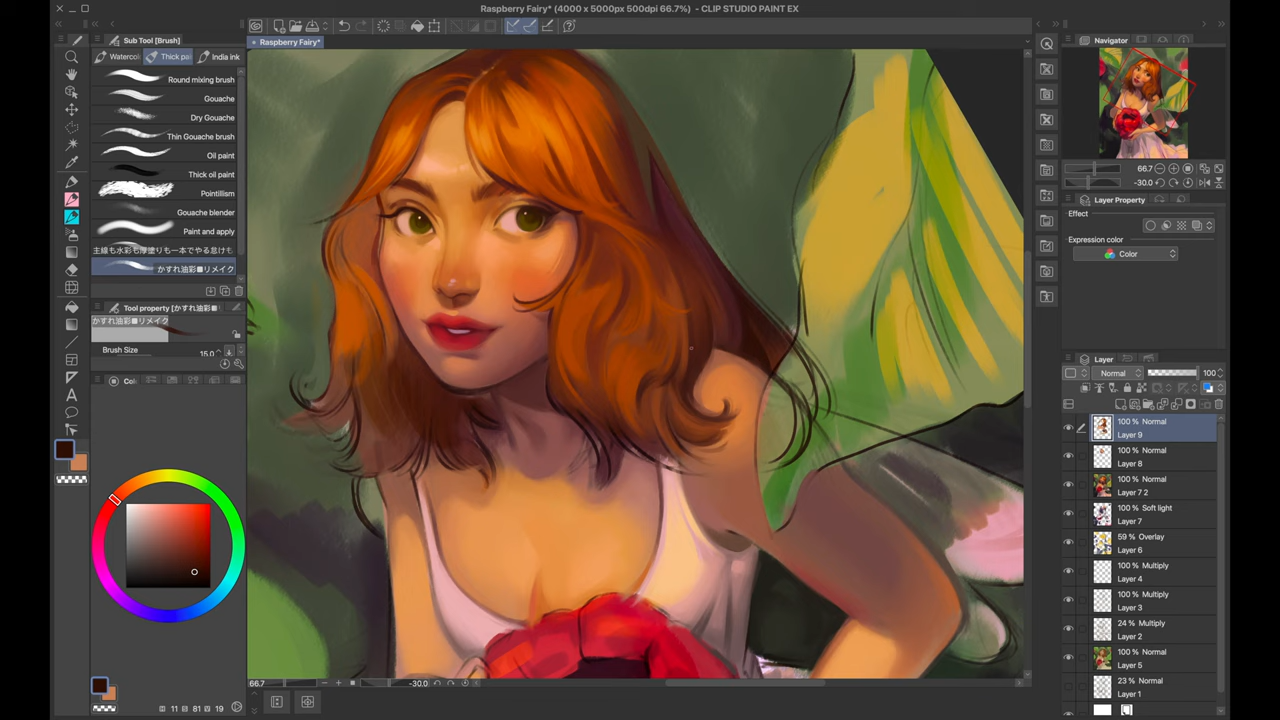 Raspberry Fairy* (4000 x 5000px 500dpi 66.7%) - CLIP STUDIO PAINT EX
Sub Tool [Brush]
Raspberry Fairy*
Navigator
Watercol
Thick pa
India ink
Round mixing brush
Gouache
Dry Gouache
Thin Gouache brush
Oil paint
Thick oil paint
Pointillism
Gouache blender
Paint and apply
主線も水彩も厚塗りも一本でやる怠けも
かすれ油彩■リメイク
Tool property [かすれ油彩■
かすれ油彩■リメイク
Brush Size
15.0
Co
66.7
-30.0
Layer Property
Effect
Expression color
Color
Layer
Normal
100
100 % Normal
Layer 9
100 % Normal
Layer 8
100 % Normal
Layer 7 2
100 % Soft light
Layer 7
59 % Overlay
Layer 6
100 % Multiply
Layer 4
100 % Multiply
Layer 3
24 % Multiply
Layer 2
100 % Normal
Layer 5
23 % Normal
Layer 1
66.7
-30.0
11
81
19